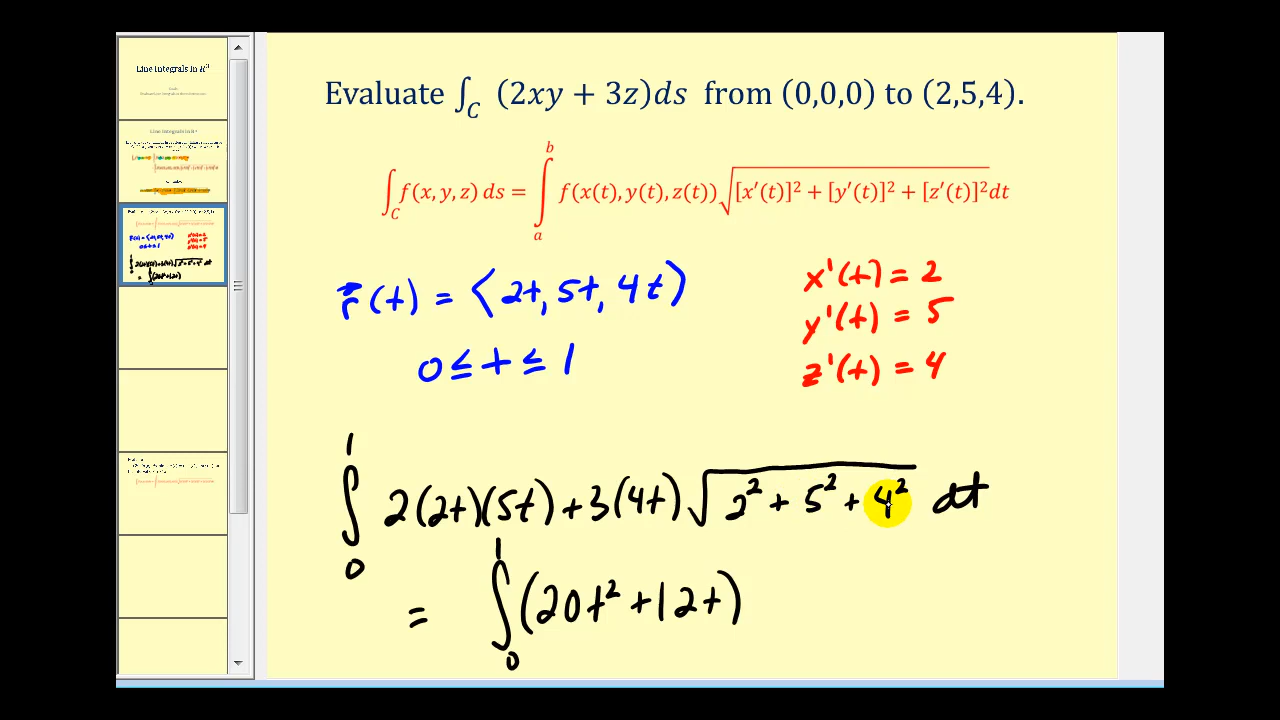 Line Integrals in R³
Evaluate ∫_C (2xy + 3z)ds from (0,0,0) to (2,5,4).
∫_C f(x, y, z) ds = ∫_a^b f(x(t), y(t), z(t))√([x′(t)]² + [y′(t)]² + [z′(t)]²) dt
r⃗(t) = ⟨2t, 5t, 4t⟩
0 ≤ t ≤ 1
x'(t) = 2
y'(t) = 5
z'(t) = 4
∫_0^1 2(2t)(5t) + 3(4t) √(2² + 5² + 4²) dt
= ∫_0^1 (20t² + 12t)